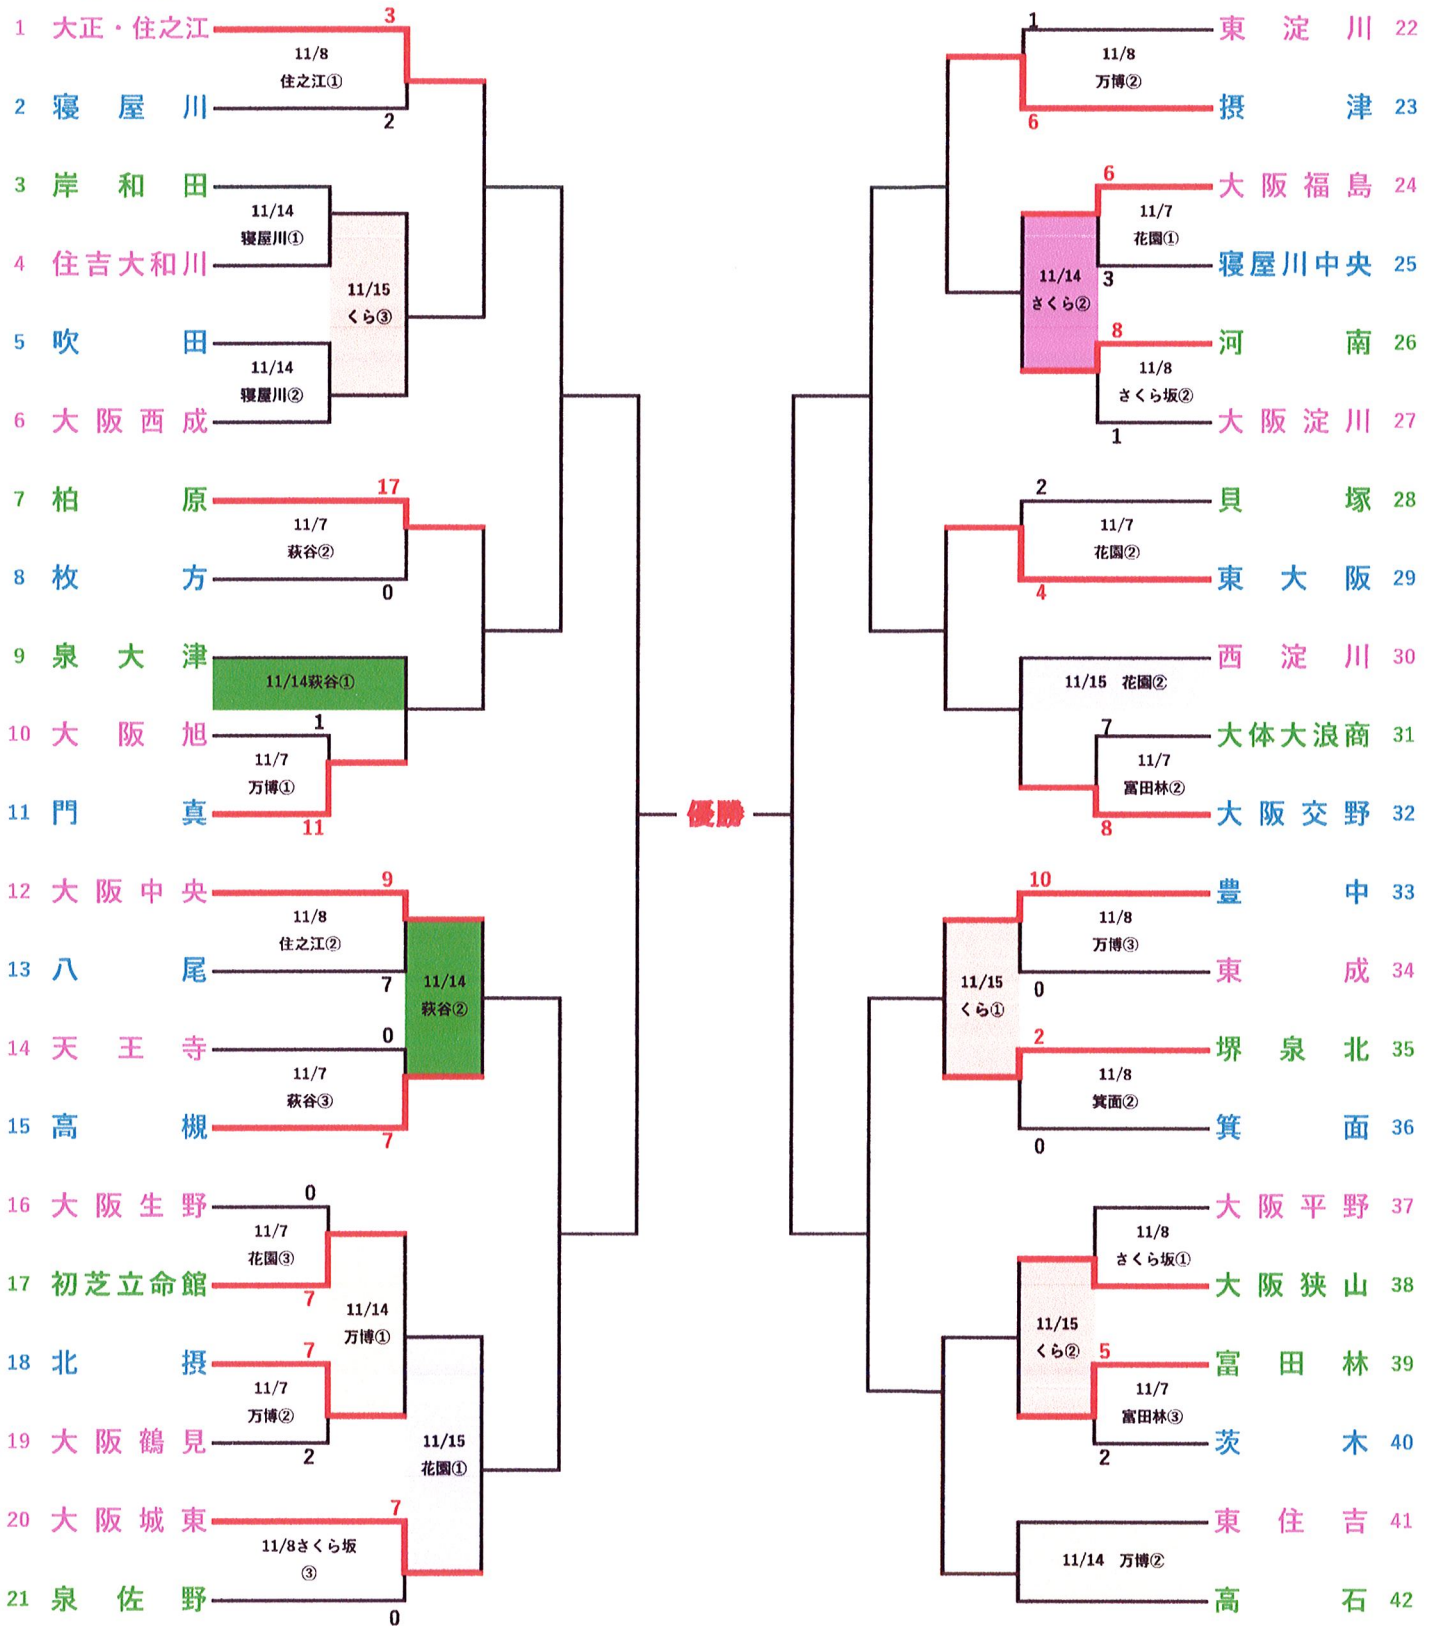 1 大正・住之江
3
11/8
住之江①
2 寝屋川
2
3 岸和田
11/14
寝屋川①
4 住吉大和川
11/15
くら③
5 吹田
11/14
寝屋川②
6 大阪西成
7 柏原
17
11/7
萩谷②
8 枚方
0
9 泉大津
11/14萩谷①
10 大阪旭
1
11/7
万博①
11 門真
11
12 大阪中央
9
11/8
住之江②
13 八尾
7
11/14
萩谷②
14 天王寺
0
11/7
萩谷③
15 高槻
7
16 大阪生野
0
11/7
花園③
17 初芝立命館
7
11/14
万博①
18 北摂
7
11/7
万博②
19 大阪鶴見
2
11/15
花園①
20 大阪城東
7
11/8さくら坂
③
21 泉佐野
0
優勝
1
東淀川 22
11/8
万博②
摂津 23
6
6
大阪福島 24
11/7
花園①
寝屋川中央 25
3
11/14
さくら②
8
河南 26
11/8
さくら坂②
大阪淀川 27
1
2
貝塚 28
11/7
花園②
東大阪 29
4
西淀川 30
11/15 花園②
7
大体大浪商 31
11/7
富田林②
大阪交野 32
8
10
豊中 33
11/8
万博③
東成 34
0
11/15
くら①
2
堺泉北 35
11/8
箕面②
箕面 36
0
大阪平野 37
11/8
さくら坂①
大阪狭山 38
11/15
くら②
5
富田林 39
11/7
富田林③
茨木 40
2
東住吉 41
11/14 万博②
高石 42